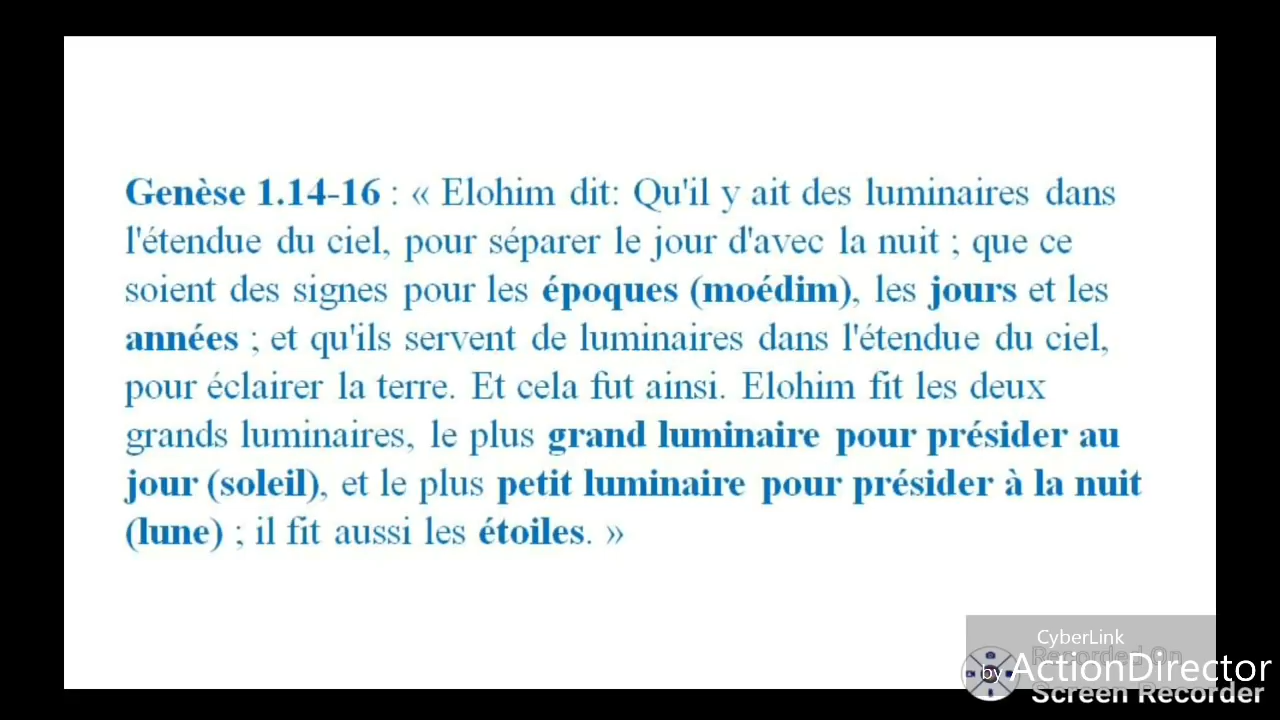 Genèse 1.14-16 : « Elohim dit: Qu'il y ait des luminaires dans
l'étendue du ciel, pour séparer le jour d'avec la nuit ; que ce
soient des signes pour les époques (moédim), les jours et les
années ; et qu'ils servent de luminaires dans l'étendue du ciel,
pour éclairer la terre. Et cela fut ainsi. Elohim fit les deux
grands luminaires, le plus grand luminaire pour présider au
jour (soleil), et le plus petit luminaire pour présider à la nuit
(lune) ; il fit aussi les étoiles. »
CyberLink
Recorded On
by ActionDirector
Screen Recorder